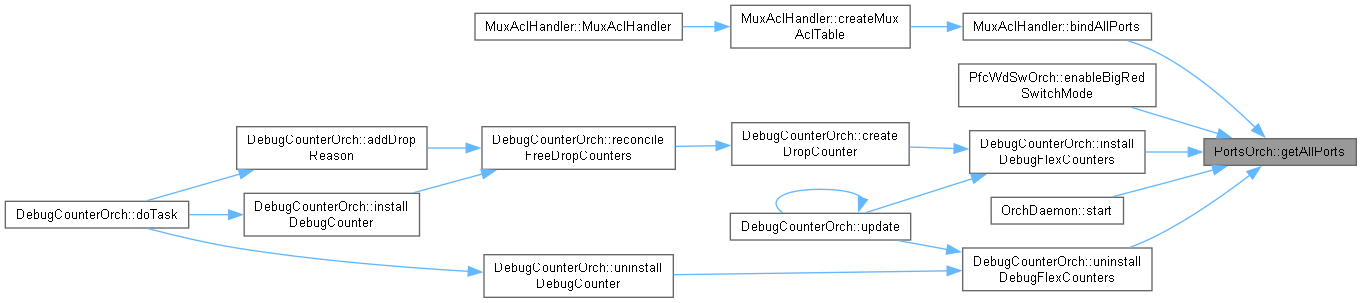 MuxAclHandler::MuxAclHandler
MuxAclHandler::createMux
AclTable
MuxAclHandler::bindAllPorts
PfcWdSwOrch::enableBigRed
SwitchMode
DebugCounterOrch::addDrop
Reason
DebugCounterOrch::reconcile
FreeDropCounters
DebugCounterOrch::create
DropCounter
DebugCounterOrch::install
DebugFlexCounters
PortsOrch::getAllPorts
DebugCounterOrch::doTask
DebugCounterOrch::install
DebugCounter
DebugCounterOrch::update
OrchDaemon::start
DebugCounterOrch::uninstall
DebugCounter
DebugCounterOrch::uninstall
DebugFlexCounters